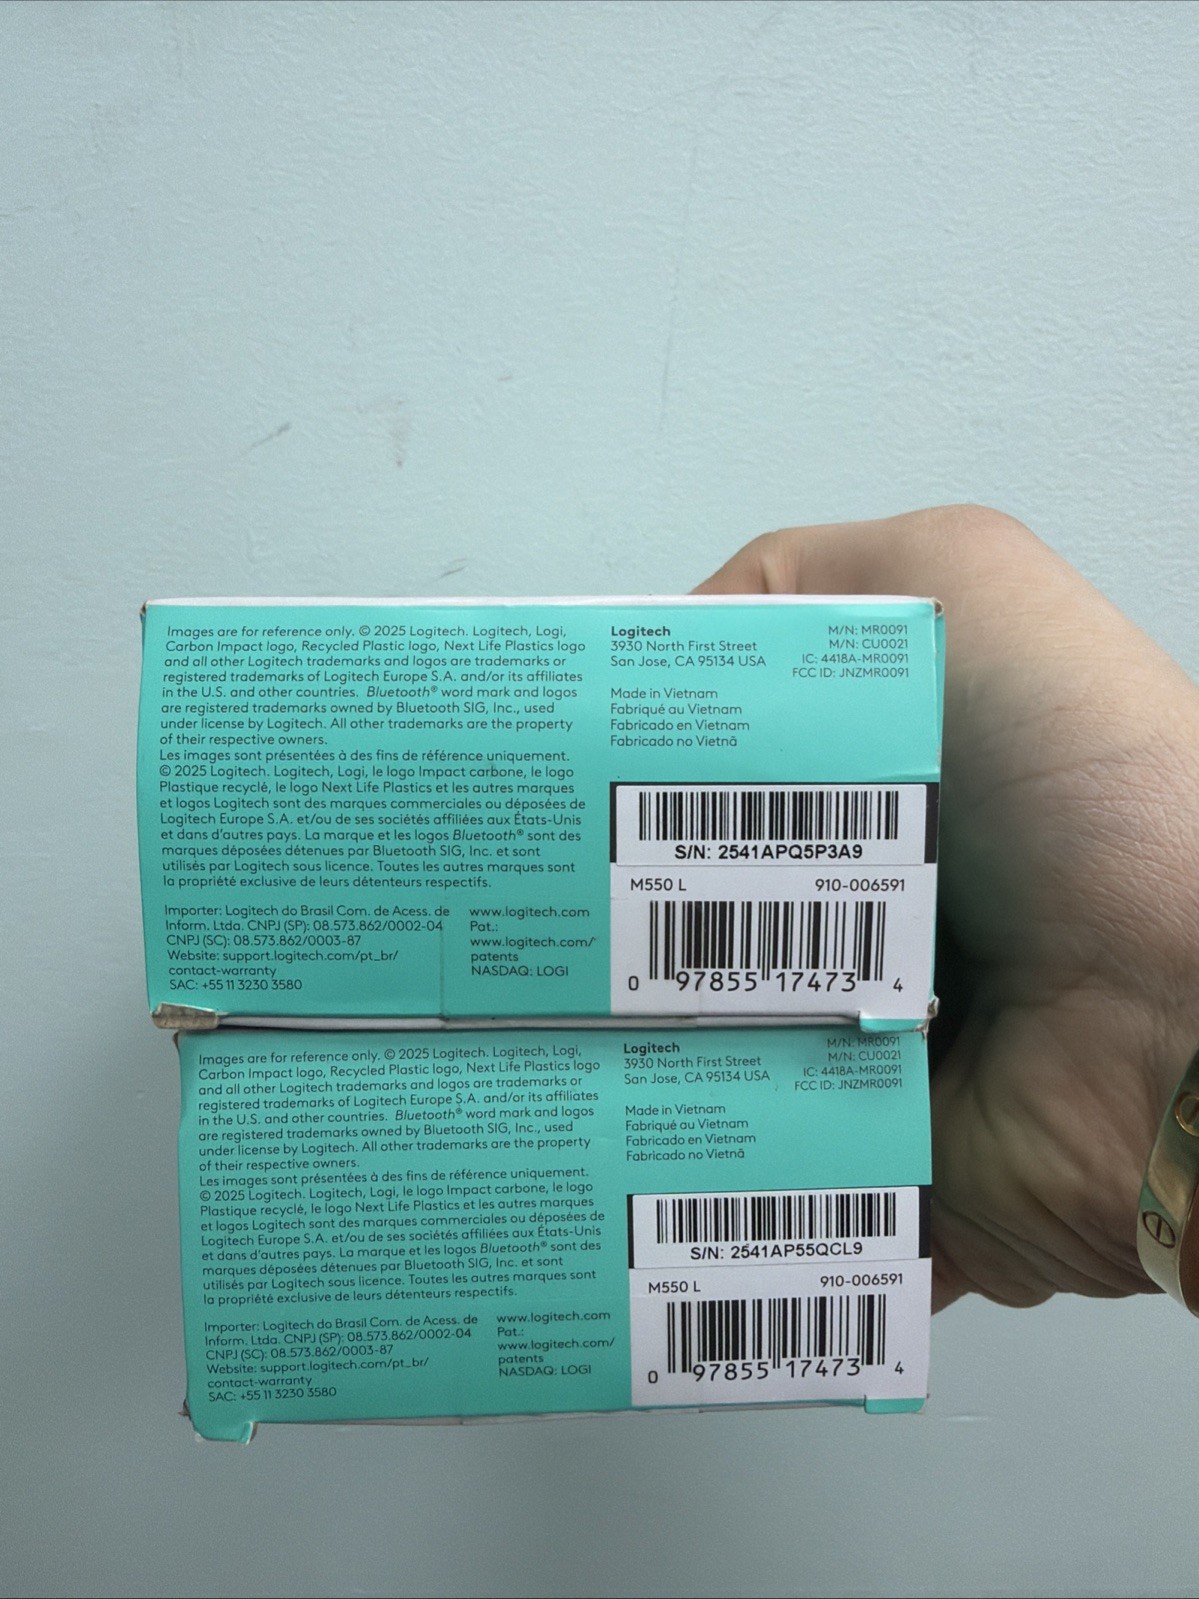 Images are for reference only. © 2025 Logitech. Logitech, Logi,
Carbon Impact logo, Recycled Plastic logo, Next Life Plastics logo
and all other Logitech trademarks and logos are trademarks or
registered trademarks of Logitech Europe S.A. and/or its affiliates
in the U.S. and other countries. Bluetooth® word mark and logos
are registered trademarks owned by Bluetooth SIG, Inc., used
under license by Logitech. All other trademarks are the property
of their respective owners.
Les images sont présentées à des fins de référence uniquement.
© 2025 Logitech. Logitech, Logi, le logo Impact carbone, le logo
Plastique recyclé, le logo Next Life Plastics et les autres marques
et logos Logitech sont des marques commerciales ou déposées de
Logitech Europe S.A. et/ou de ses sociétés affiliées aux États-Unis
et dans d'autres pays. La marque et les logos Bluetooth® sont des
marques déposées détenues par Bluetooth SIG, Inc. et sont
utilisés par Logitech sous licence. Toutes les autres marques sont
la propriété exclusive de leurs détenteurs respectifs.
Importer: Logitech do Brasil Com. de Acess. de
Inform. Ltda. CNPJ (SP): 08.573.862/0002-04
CNPJ (SC): 08.573.862/0003-87
Website: support.logitech.com/pt_br/
contact-warranty
SAC: +55 11 3230 3580
www.logitech.com
Pat.:
www.logitech.com/
patents
NASDAQ: LOGI
Logitech
3930 North First Street
San Jose, CA 95134 USA
Made in Vietnam
Fabriqué au Vietnam
Fabricado en Vietnam
Fabricado no Vietnã
M/N: MR0091
M/N: CU0021
IC: 4418A-MR0091
FCC ID: JNZMR0091
S/N: 2541APQ5P3A9
M550 L 910-006591
0 97855 17473 4
Images are for reference only. © 2025 Logitech. Logitech, Logi,
Carbon Impact logo, Recycled Plastic logo, Next Life Plastics logo
and all other Logitech trademarks and logos are trademarks or
registered trademarks of Logitech Europe S.A. and/or its affiliates
in the U.S. and other countries. Bluetooth® word mark and logos
are registered trademarks owned by Bluetooth SIG, Inc., used
under license by Logitech. All other trademarks are the property
of their respective owners.
Les images sont présentées à des fins de référence uniquement.
© 2025 Logitech. Logitech, Logi, le logo Impact carbone, le logo
Plastique recyclé, le logo Next Life Plastics et les autres marques
et logos Logitech sont des marques commerciales ou déposées de
Logitech Europe S.A. et/ou de ses sociétés affiliées aux États-Unis
et dans d'autres pays. La marque et les logos Bluetooth® sont des
marques déposées détenues par Bluetooth SIG, Inc. et sont
utilisés par Logitech sous licence. Toutes les autres marques sont
la propriété exclusive de leurs détenteurs respectifs.
Importer: Logitech do Brasil Com. de Acess. de
Inform. Ltda. CNPJ (SP): 08.573.862/0002-04
CNPJ (SC): 08.573.862/0003-87
Website: support.logitech.com/pt_br/
contact-warranty
SAC: +55 11 3230 3580
www.logitech.com
Pat.:
www.logitech.com/
patents
NASDAQ: LOGI
Logitech
3930 North First Street
San Jose, CA 95134 USA
Made in Vietnam
Fabriqué au Vietnam
Fabricado en Vietnam
Fabricado no Vietnã
M/N: MR0091
M/N: CU0021
IC: 4418A-MR0091
FCC ID: JNZMR0091
S/N: 2541AP55QCL9
M550 L 910-006591
0 97855 17473 4